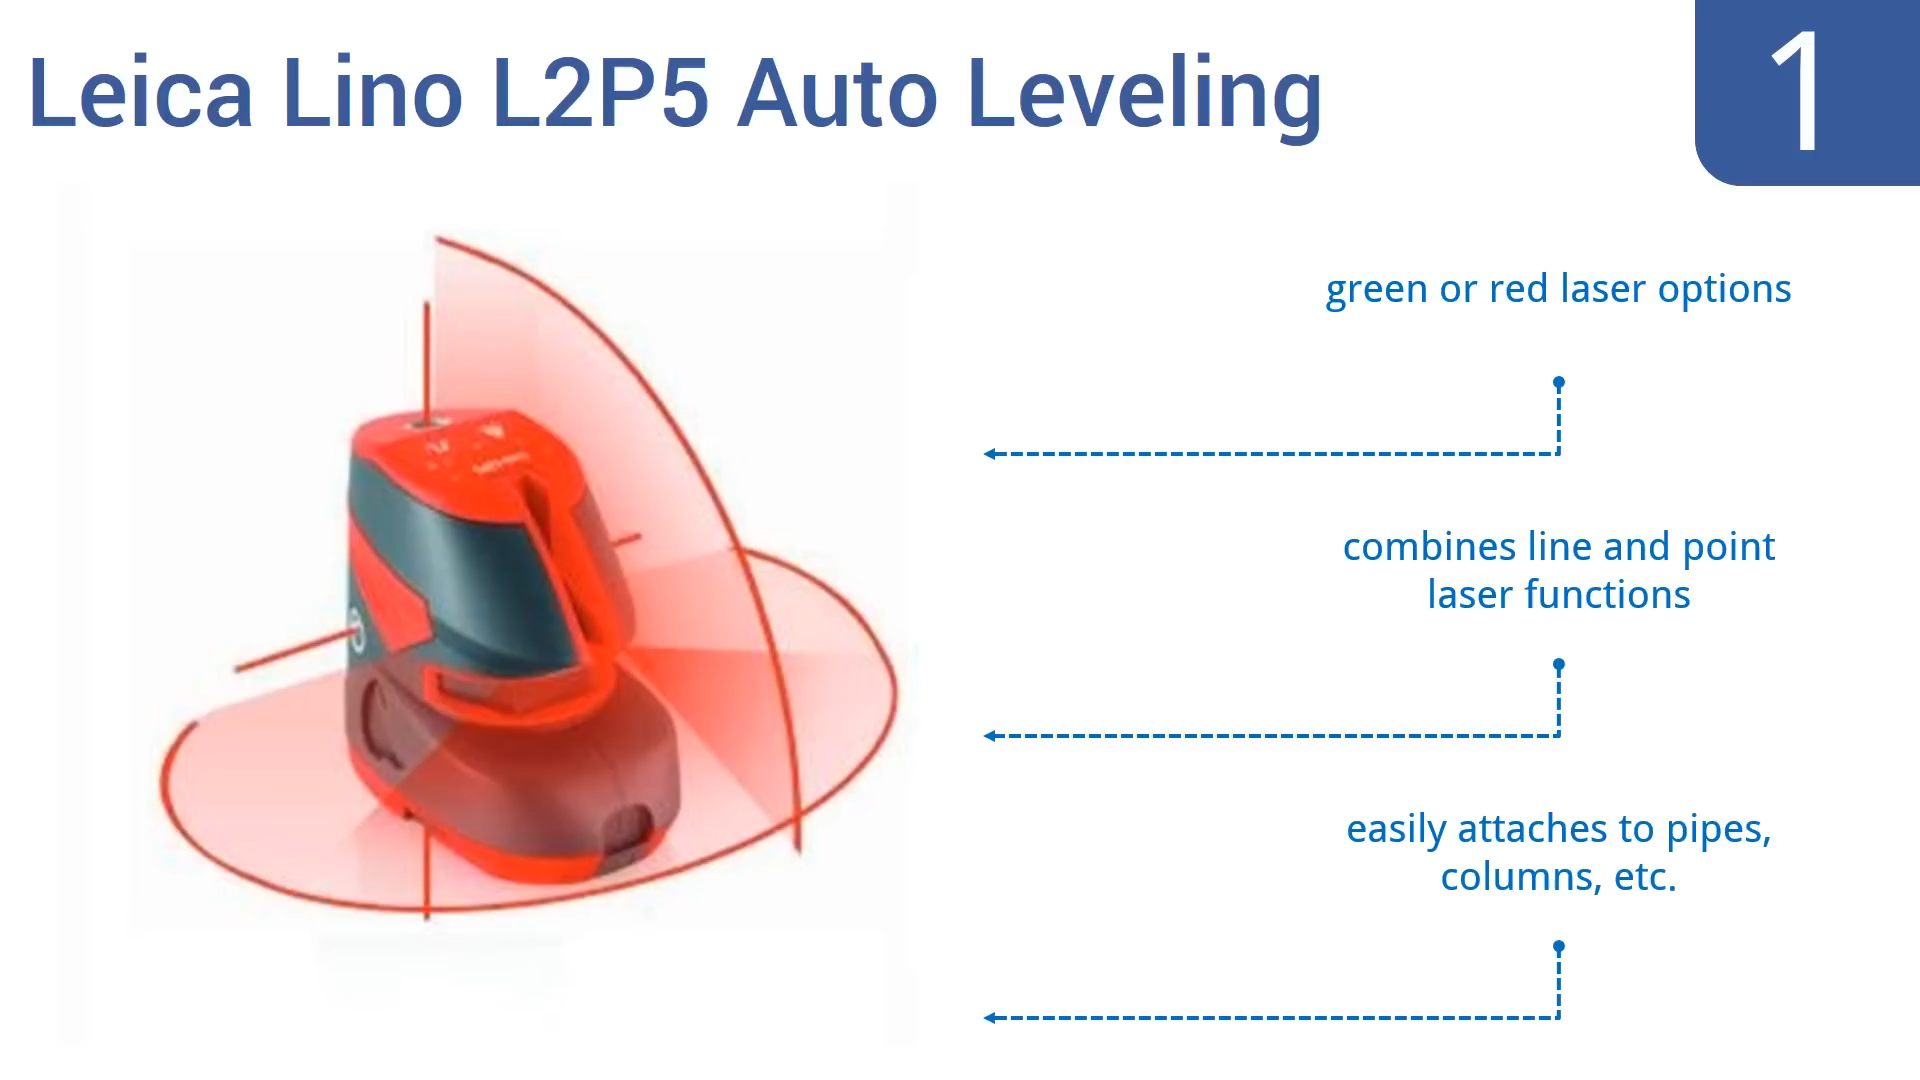 Leica Lino L2P5 Auto Leveling
1
green or red laser options
combines line and point
laser functions
easily attaches to pipes,
columns, etc.